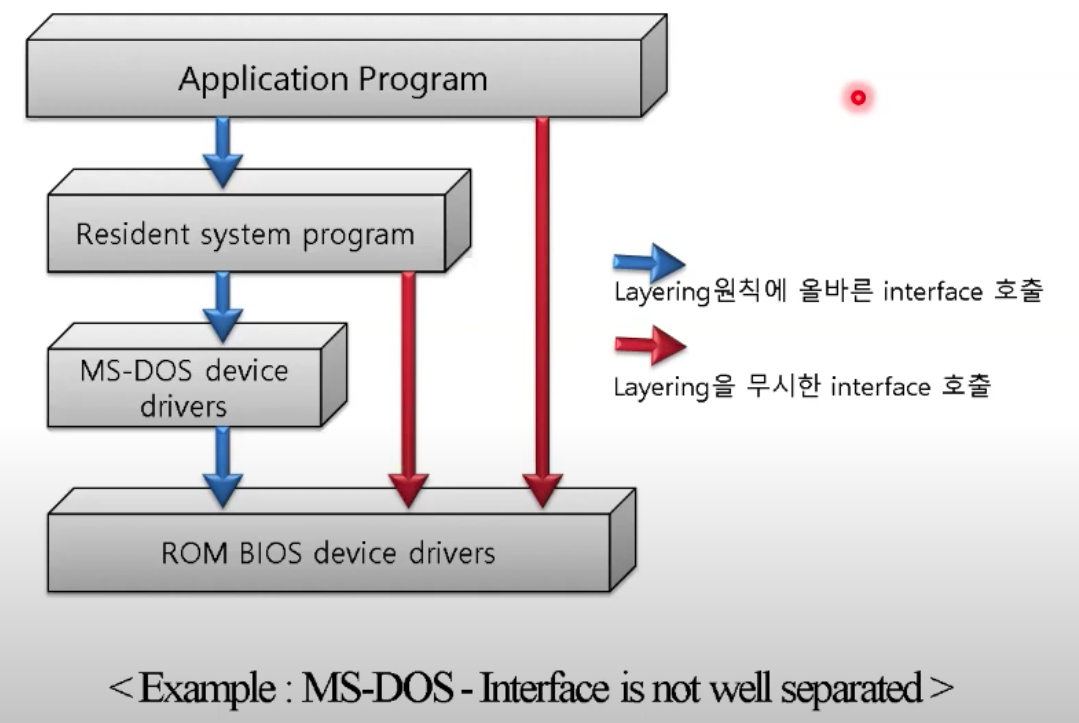 Application Program
Resident system program
MS-DOS device
drivers
ROM BIOS device drivers
Layering원칙에 올바른 interface 호출
Layering을 무시한 interface 호출
< Example : MS-DOS - Interface is not well separated >